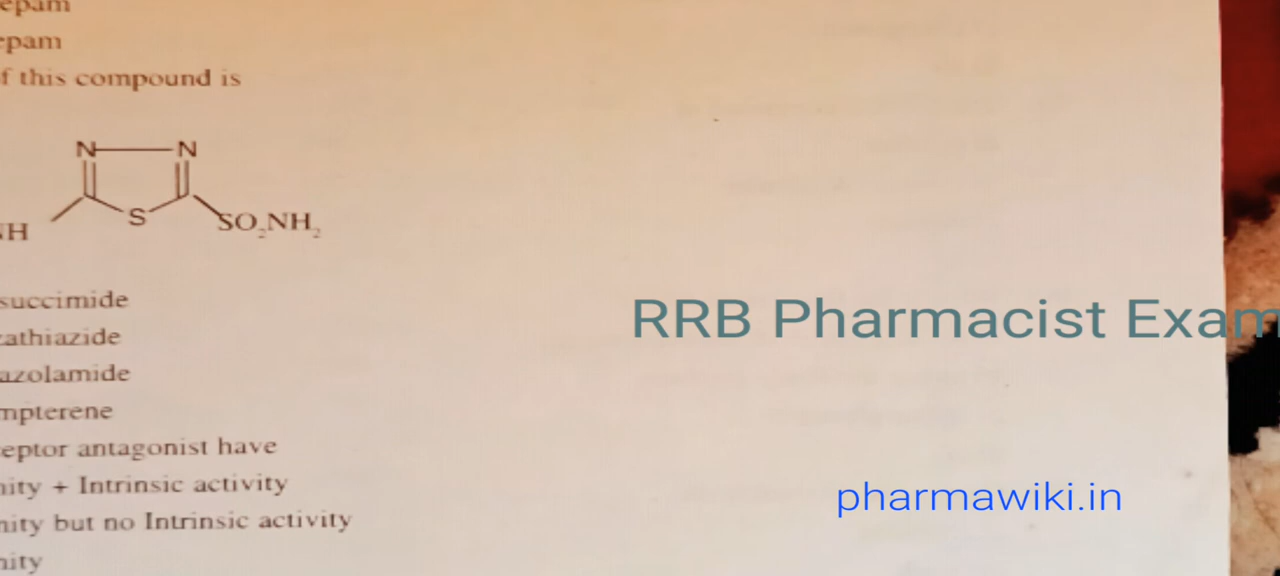 epam
epam
f this compound is
N N
S
NH SO₂NH₂
succimide
athiazide
azolamide
mpterene
RRB Pharmacist Exam
eptor antagonist have
nity + Intrinsic activity
pharmawiki.in
nity but no Intrinsic activity
nity